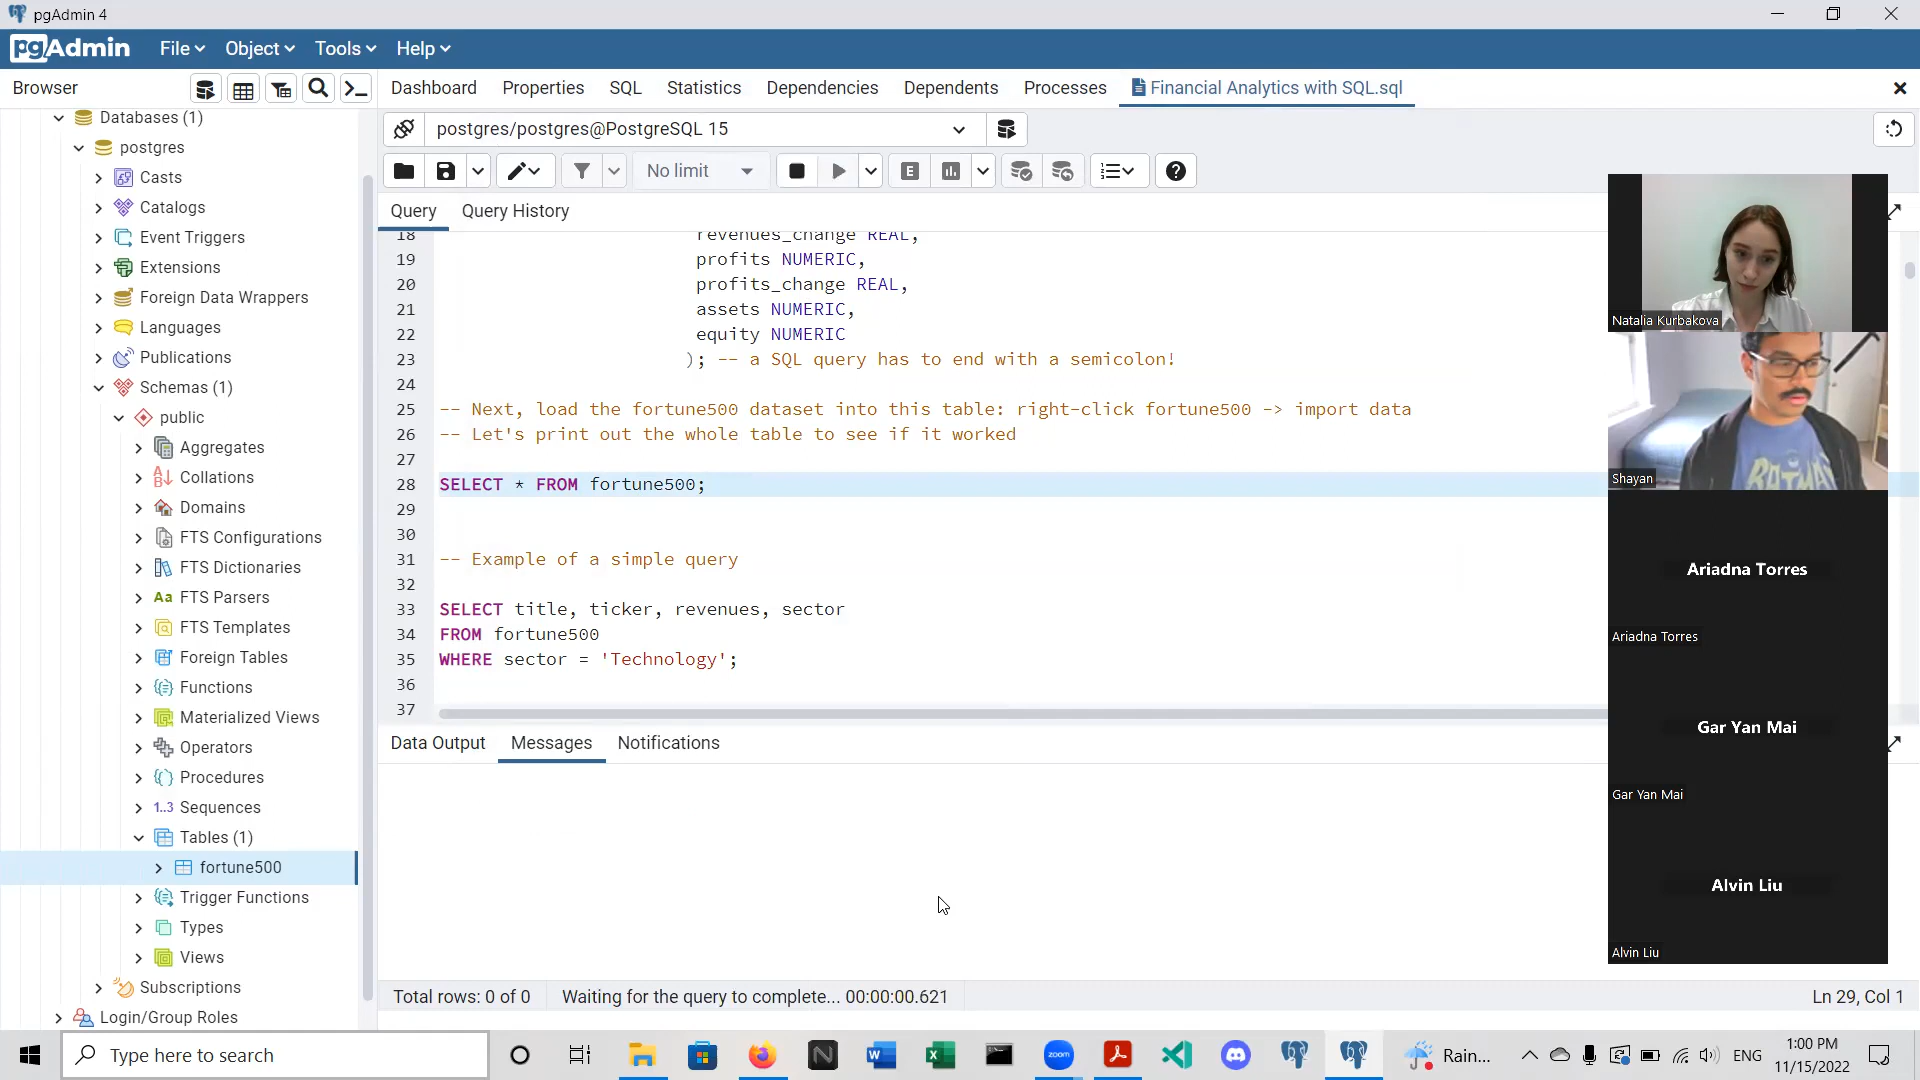 pgAdmin 4
pgAdmin File Object Tools Help
Browser
Dashboard Properties SQL Statistics Dependencies Dependents Processes Financial Analytics with SQL.sql
Databases (1)
postgres
Casts
Catalogs
Event Triggers
Extensions
Foreign Data Wrappers
Languages
Publications
Schemas (1)
public
Aggregates
Collations
Domains
FTS Configurations
FTS Dictionaries
Aa FTS Parsers
FTS Templates
Foreign Tables
Functions
Materialized Views
Operators
Procedures
1..3 Sequences
Tables (1)
fortune500
Trigger Functions
Types
Views
Subscriptions
Login/Group Roles
postgres/postgres@PostgreSQL 15
No limit
E
Query Query History
18 revenues_change REAL,
19 profits NUMERIC,
20 profits_change REAL,
21 assets NUMERIC,
22 equity NUMERIC
23 ); -- a SQL query has to end with a semicolon!
24
25 -- Next, load the fortune500 dataset into this table: right-click fortune500 -> import data
26 -- Let's print out the whole table to see if it worked
27
28 SELECT * FROM fortune500;
29
30
31 -- Example of a simple query
32
33 SELECT title, ticker, revenues, sector
34 FROM fortune500
35 WHERE sector = 'Technology';
36
37
Data Output Messages Notifications
Total rows: 0 of 0 Waiting for the query to complete... 00:00:00.621
Ln 29, Col 1
Natalia Kurbakova
BATMAN
Shayan
Ariadna Torres
Ariadna Torres
Gar Yan Mai
Gar Yan Mai
Alvin Liu
Alvin Liu
Type here to search
zoom
Rain...
ENG
1:00 PM
11/15/2022